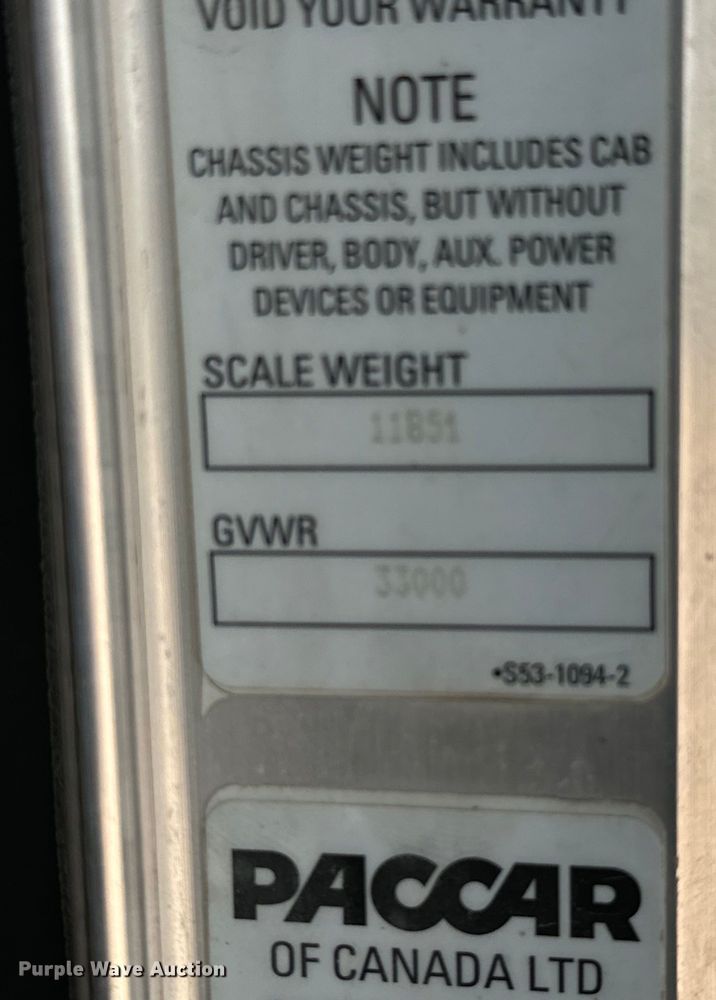 VOID YOUR WARRANTY
NOTE
CHASSIS WEIGHT INCLUDES CAB
AND CHASSIS, BUT WITHOUT
DRIVER, BODY, AUX. POWER
DEVICES OR EQUIPMENT
SCALE WEIGHT
11851
GVWR
33000
•S53-1094-2
PACCAR
OF CANADA LTD
Purple Wave Auction